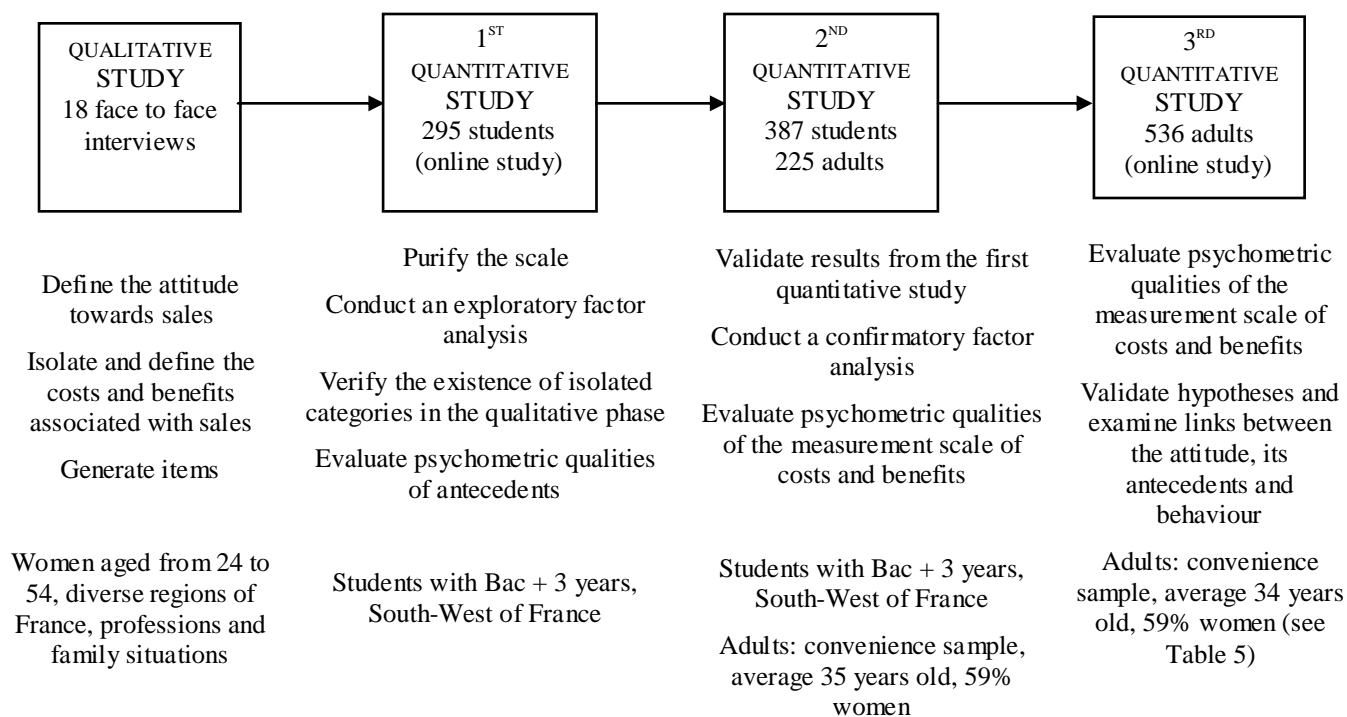 QUALITATIVE
STUDY
18 face to face
interviews
1ST
QUANTITATIVE
STUDY
295 students
(online study)
2ND
QUANTITATIVE
STUDY
387 students
225 adults
3RD
QUANTITATIVE
STUDY
536 adults
(online study)
Define the attitude
towards sales
Isolate and define the
costs and benefits
associated with sales
Generate items
Purify the scale
Conduct an exploratory factor
analysis
Verify the existence of isolated
categories in the qualitative phase
Evaluate psychometric qualities
of antecedents
Validate results from the first
quantitative study
Conduct a confirmatory factor
analysis
Evaluate psychometric qualities
of the measurement scale of
costs and benefits
Evaluate psychometric
qualities of the
measurement scale of
costs and benefits
Validate hypotheses and
examine links between
the attitude, its
antecedents and
behaviour
Women aged from 24 to
54, diverse regions of
France, professions and
family situations
Students with Bac + 3 years,
South-West of France
Students with Bac + 3 years,
South-West of France
Adults: convenience sample,
average 35 years old, 59%
women
Adults: convenience
sample, average 34 years
old, 59% women (see
Table 5)